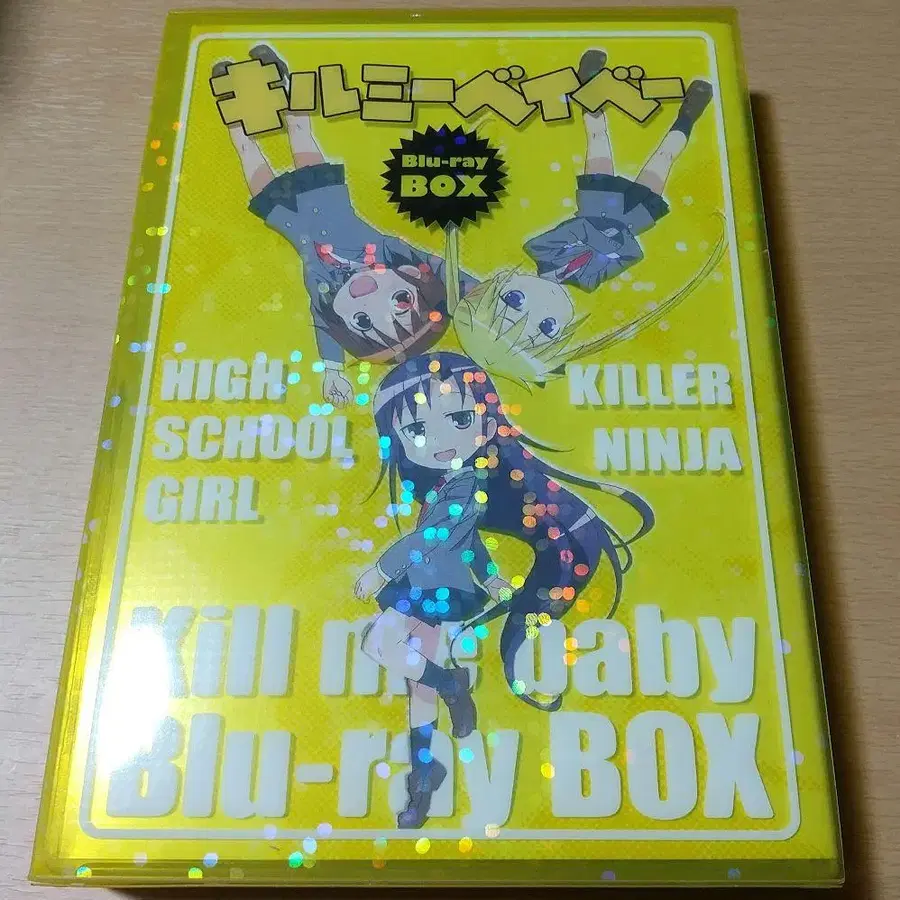 キルミーベイベー
Blu-ray
BOX
HIGH
SCHOOL
GIRL
KILLER
NINJA
Kill me baby
Blu-ray BOX